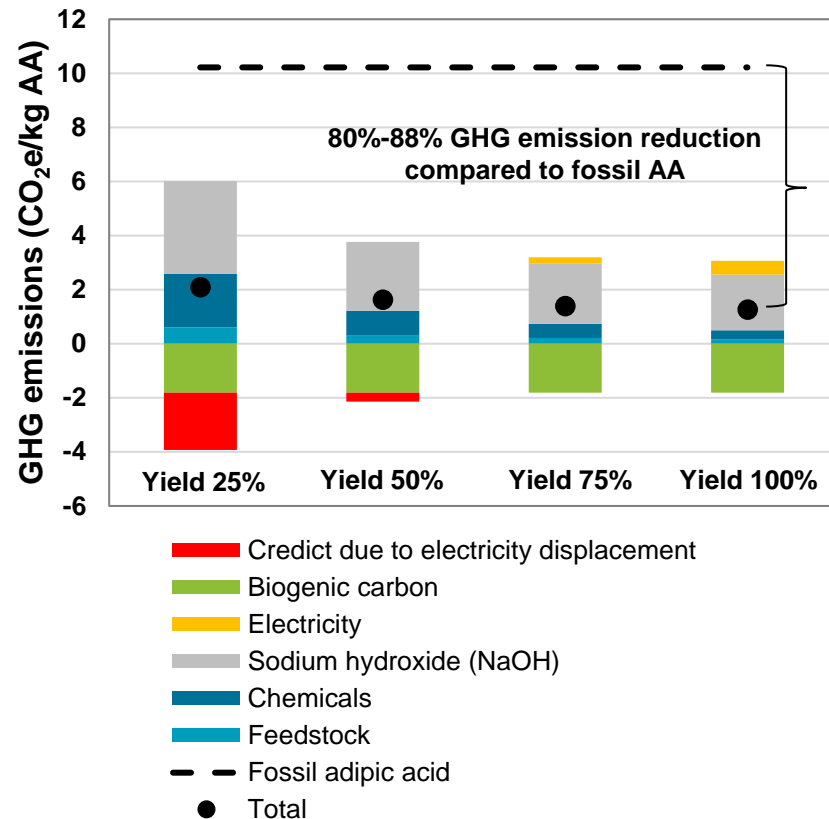 12
10
8
6
4
2
0
-2
-4
-6
GHG emissions (CO₂e/kg AA)
80%-88% GHG emission reduction
compared to fossil AA
Yield 25% Yield 50% Yield 75% Yield 100%
Credict due to electricity displacement
Biogenic carbon
Electricity
Sodium hydroxide (NaOH)
Chemicals
Feedstock
Fossil adipic acid
Total